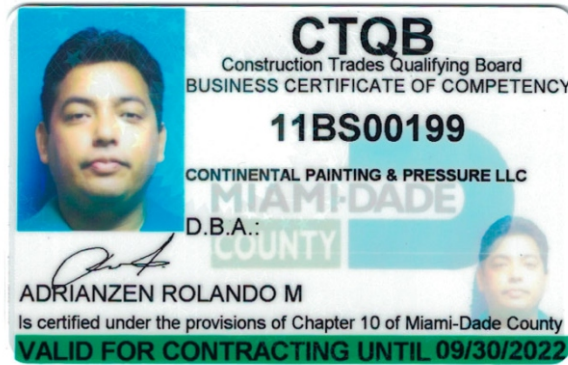 CTQB
Construction Trades Qualifying Board
BUSINESS CERTIFICATE OF COMPETENCY
11BS00199
CONTINENTAL PAINTING & PRESSURE LLC
MIAMI-DADE
D.B.A.:
COUNTY
ADRIANZEN ROLANDO M
Is certified under the provisions of Chapter 10 of Miami-Dade County
VALID FOR CONTRACTING UNTIL 09/30/2022